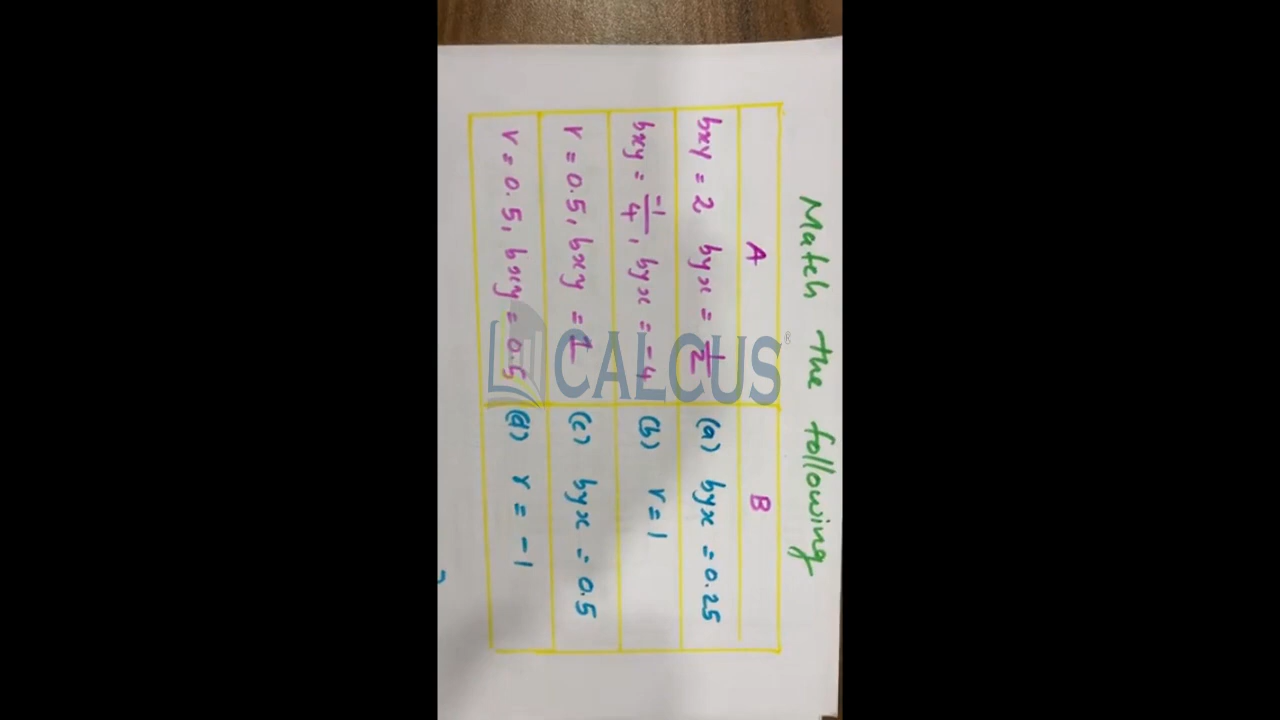 Match the following
A B
bxy = 2 byx = 1/2 (a) byx = 0.25
bxy = -1/4, byx = -4 (b) r = 1
r = 0.5, bxy = 1 (c) byx = 0.5
r = 0.5, bxy = 0.5 (d) r = -1
CALCUS®